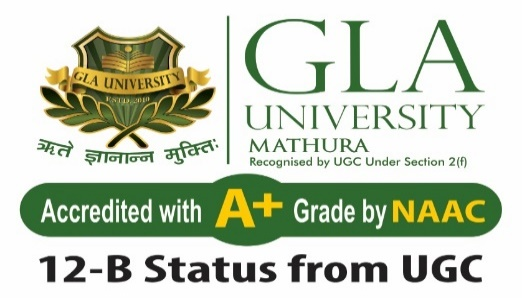 GLA UNIVERSITY
ESTD. 2010
ऋते ज्ञानान्न मुक्तिः
GLA
UNIVERSITY
MATHURA
Recognised by UGC Under Section 2(f)
Accredited with A+ Grade by NAAC
12-B Status from UGC